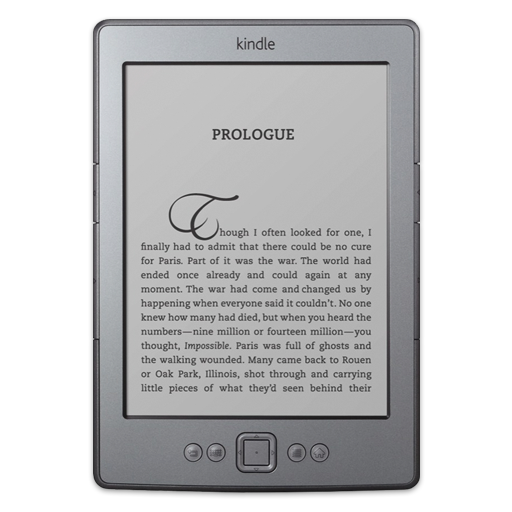 kindle
PROLOGUE
Though I often looked for one, I
finally had to admit that there could be no cure
for Paris. Part of it was the war. The world had
ended once already and could again at any
moment. The war had come and changed us by
happening when everyone said it couldn't. No one
knew how many had died, but when you heard the
numbers—nine million or fourteen million—you
thought, Impossible. Paris was full of ghosts and
the walking wounded. Many came back to Rouen
or Oak Park, Illinois, shot through and carrying
little pieces of what they'd seen behind their